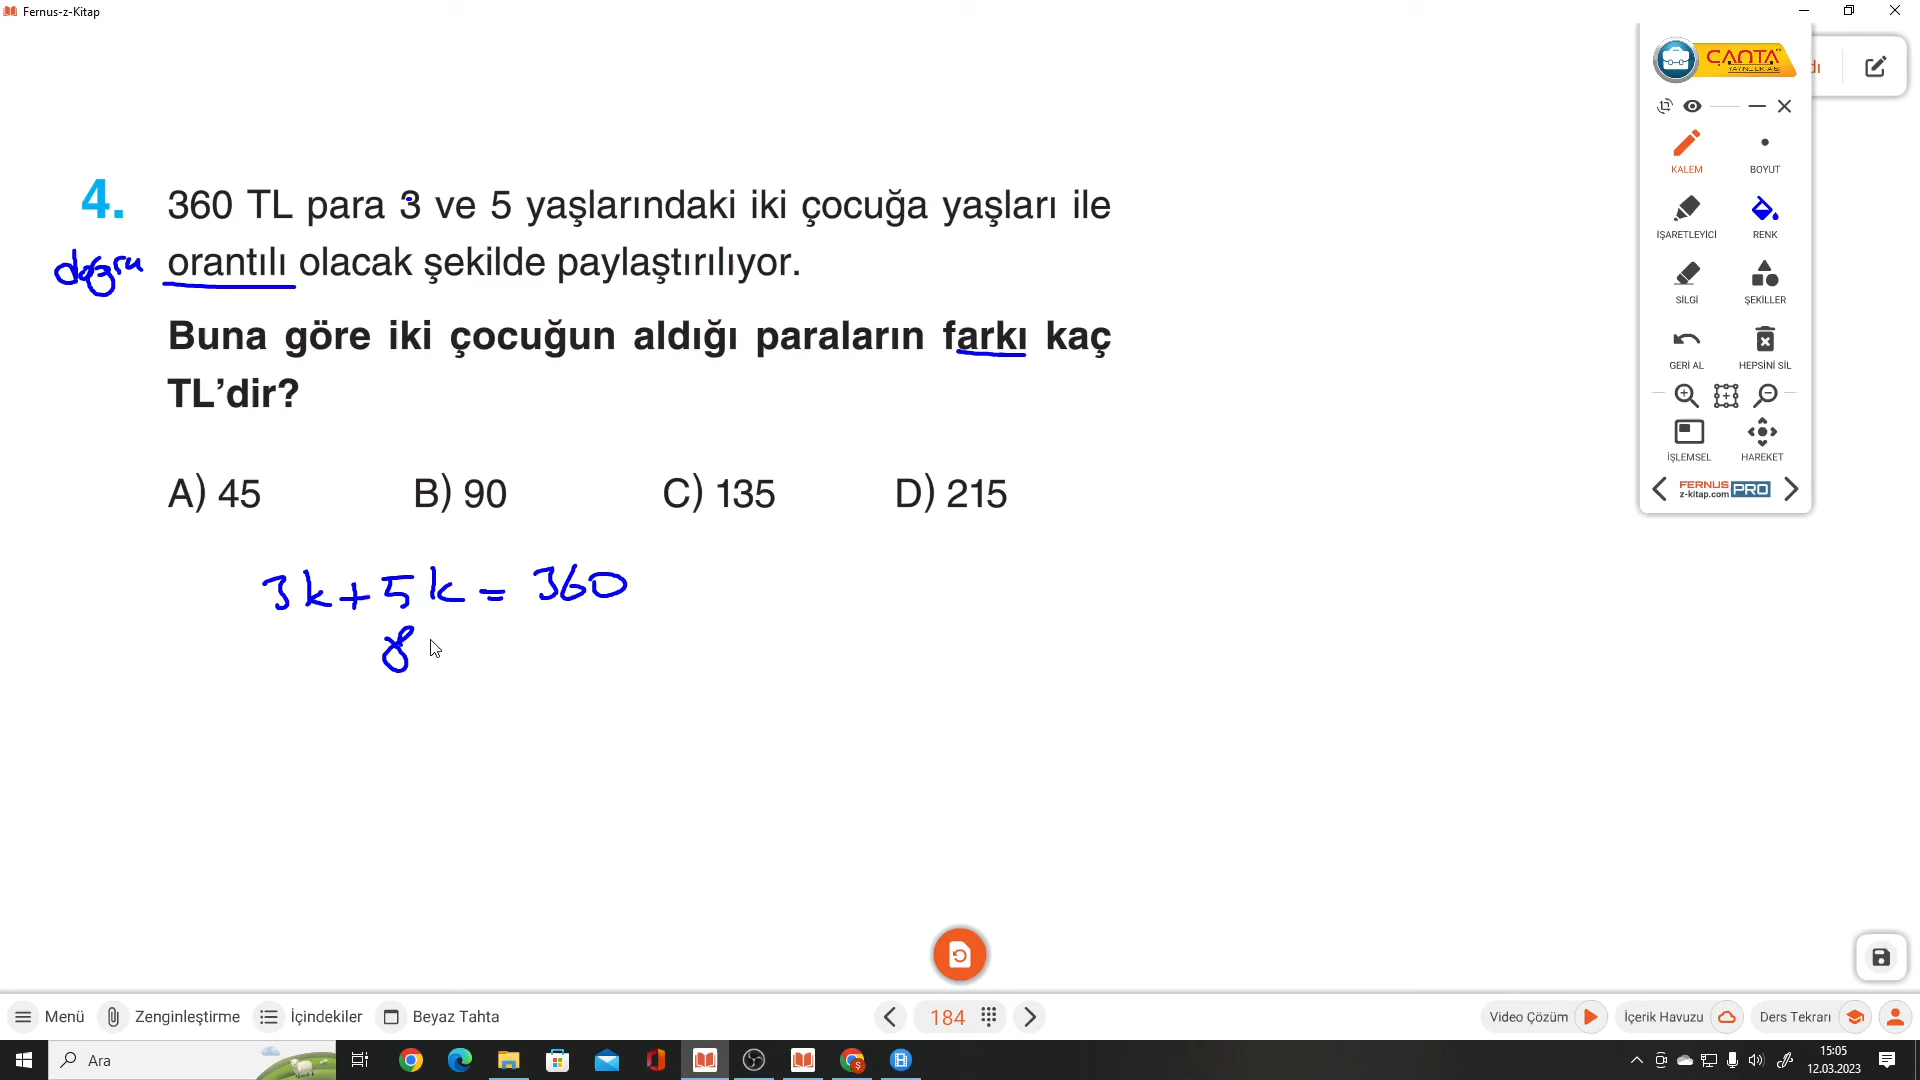 Fernus-z-Kitap
ÇANTA
YAYINLARI
dı
KALEM
BOYUT
İŞARETLEYİCİ
RENK
SİLGİ
ŞEKİLLER
GERİ AL
HEPSİNİ SİL
İŞLEMSEL
HAREKET
FERNUS
z-kitap.com PRO
4. 360 TL para 3 ve 5 yaşlarındaki iki çocuğa yaşları ile
doğru orantılı olacak şekilde paylaştırılıyor.
Buna göre iki çocuğun aldığı paraların farkı kaç
TL’dir?
A) 45 B) 90 C) 135 D) 215
3k+5k=360
8
Menü Zenginleştirme İçindekiler Beyaz Tahta 184 Video Çözüm İçerik Havuzu Ders Tekrarı
Ara
15:05
12.03.2023